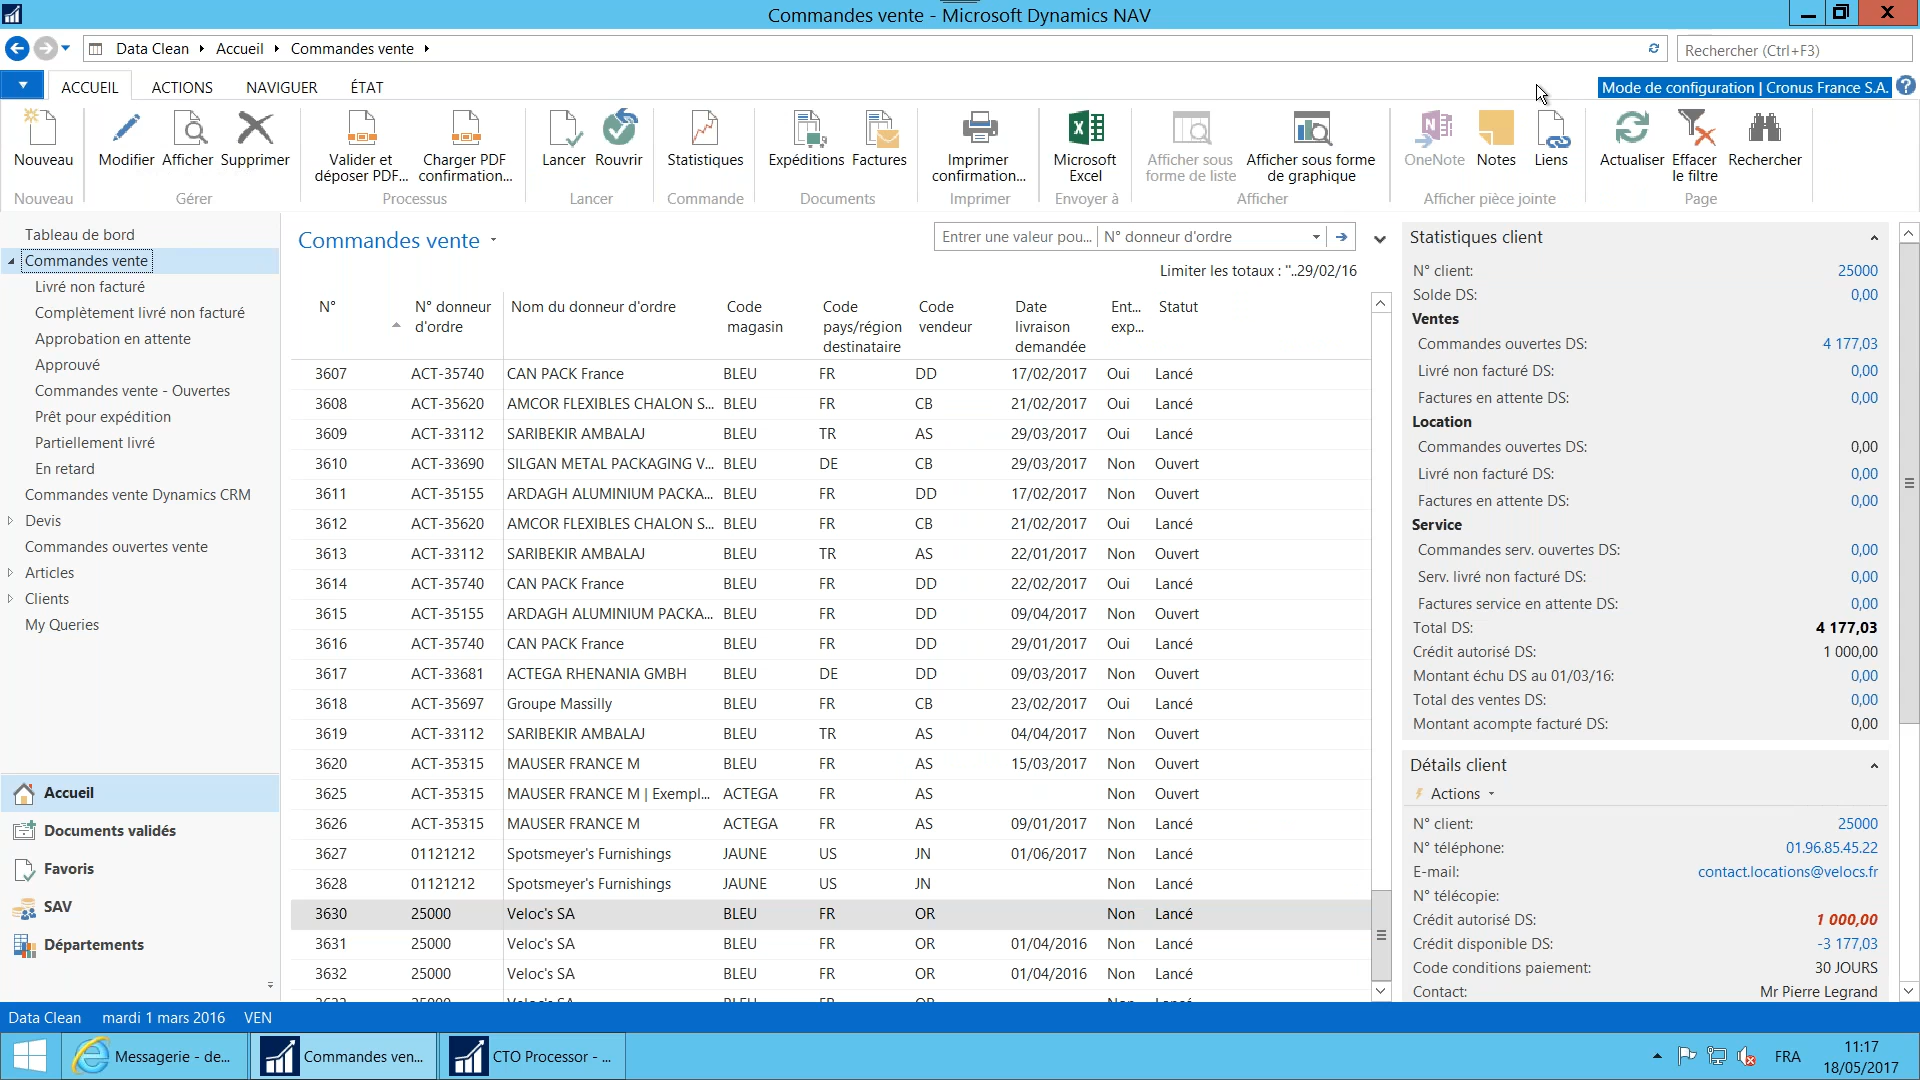 Commandes vente - Microsoft Dynamics NAV
Data Clean Accueil Commandes vente
Rechercher (Ctrl+F3)
ACCUEIL ACTIONS NAVIGUER ÉTAT
Mode de configuration | Cronus France S.A.
Nouveau
Modifier Afficher Supprimer
Valider et déposer PDF...
Charger PDF confirmation...
Lancer Rouvrir
Statistiques
Expéditions Factures
Imprimer confirmation...
Microsoft Excel
Afficher sous forme de liste
Afficher sous forme de graphique
OneNote Notes Liens
Actualiser
Effacer le filtre
Rechercher
Nouveau Gérer Processus Lancer Commande Documents Imprimer Envoyer à Afficher Afficher pièce jointe Page
Tableau de bord
Commandes vente
Livré non facturé
Complètement livré non facturé
Approbation en attente
Approuvé
Commandes vente - Ouvertes
Prêt pour expédition
Partiellement livré
En retard
Commandes vente Dynamics CRM
Devis
Commandes ouvertes vente
Articles
Clients
My Queries
Accueil
Documents validés
Favoris
SAV
Départements
Commandes vente
Entrer une valeur pou... N° donneur d'ordre
Limiter les totaux : ''..29/02/16
N° N° donneur d'ordre Nom du donneur d'ordre Code magasin Code pays/région destinataire Code vendeur Date livraison demandée Ent... exp... Statut
3607 ACT-35740 CAN PACK France BLEU FR DD 17/02/2017 Oui Lancé
3608 ACT-35620 AMCOR FLEXIBLES CHALON S... BLEU FR CB 21/02/2017 Oui Lancé
3609 ACT-33112 SARIBEKIR AMBALAJ BLEU TR AS 29/03/2017 Oui Lancé
3610 ACT-33690 SILGAN METAL PACKAGING V... BLEU DE CB 29/03/2017 Non Ouvert
3611 ACT-35155 ARDAGH ALUMINIUM PACKA... BLEU FR DD 17/02/2017 Non Ouvert
3612 ACT-35620 AMCOR FLEXIBLES CHALON S... BLEU FR CB 21/02/2017 Oui Lancé
3613 ACT-33112 SARIBEKIR AMBALAJ BLEU TR AS 22/01/2017 Non Ouvert
3614 ACT-35740 CAN PACK France BLEU FR DD 22/02/2017 Oui Lancé
3615 ACT-35155 ARDAGH ALUMINIUM PACKA... BLEU FR DD 09/04/2017 Non Ouvert
3616 ACT-35740 CAN PACK France BLEU FR DD 29/01/2017 Oui Lancé
3617 ACT-33681 ACTEGA RHENANIA GMBH BLEU DE DD 09/03/2017 Non Ouvert
3618 ACT-35697 Groupe Massilly BLEU FR CB 23/02/2017 Oui Lancé
3619 ACT-33112 SARIBEKIR AMBALAJ BLEU TR AS 04/04/2017 Non Ouvert
3620 ACT-35315 MAUSER FRANCE M BLEU FR AS 15/03/2017 Non Ouvert
3625 ACT-35315 MAUSER FRANCE M | Exempl... ACTEGA FR AS Non Ouvert
3626 ACT-35315 MAUSER FRANCE M ACTEGA FR AS 09/01/2017 Non Lancé
3627 01121212 Spotsmeyer's Furnishings JAUNE US JN 01/06/2017 Non Lancé
3628 01121212 Spotsmeyer's Furnishings JAUNE US JN Non Lancé
3630 25000 Veloc's SA BLEU FR OR Non Lancé
3631 25000 Veloc's SA BLEU FR OR 01/04/2016 Non Lancé
3632 25000 Veloc's SA BLEU FR OR 01/04/2016 Non Lancé
Statistiques client
N° client: 25000
Solde DS: 0,00
Ventes
Commandes ouvertes DS: 4 177,03
Livré non facturé DS: 0,00
Factures en attente DS: 0,00
Location
Commandes ouvertes DS: 0,00
Livré non facturé DS: 0,00
Factures en attente DS: 0,00
Service
Commandes serv. ouvertes DS: 0,00
Serv. livré non facturé DS: 0,00
Factures service en attente DS: 0,00
Total DS: 4 177,03
Crédit autorisé DS: 1 000,00
Montant échu DS au 01/03/16: 0,00
Total des ventes DS: 0,00
Montant acompte facturé DS: 0,00
Détails client
Actions
N° client: 25000
N° téléphone: 01.96.85.45.22
E-mail: contact.locations@velocs.fr
N° télécopie:
Crédit autorisé DS: 1 000,00
Crédit disponible DS: -3 177,03
Code conditions paiement: 30 JOURS
Contact: Mr Pierre Legrand
Data Clean mardi 1 mars 2016 VEN
Messagerie - de... Commandes ven... CTO Processor - ...
FRA
11:17
18/05/2017